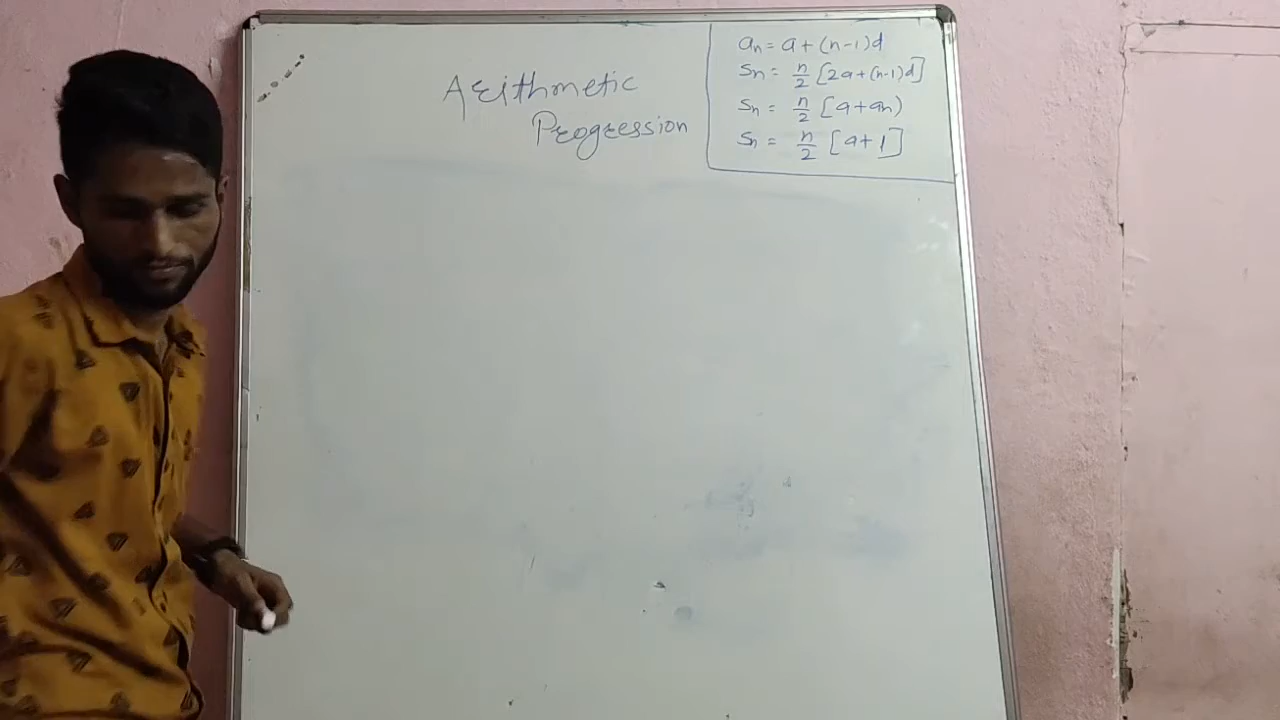 Arithmetic
Progression
an = a + (n-1)d
Sn = n/2 [2a+(n-1)d]
Sn = n/2 [a+an)
Sn = n/2 [a+l]